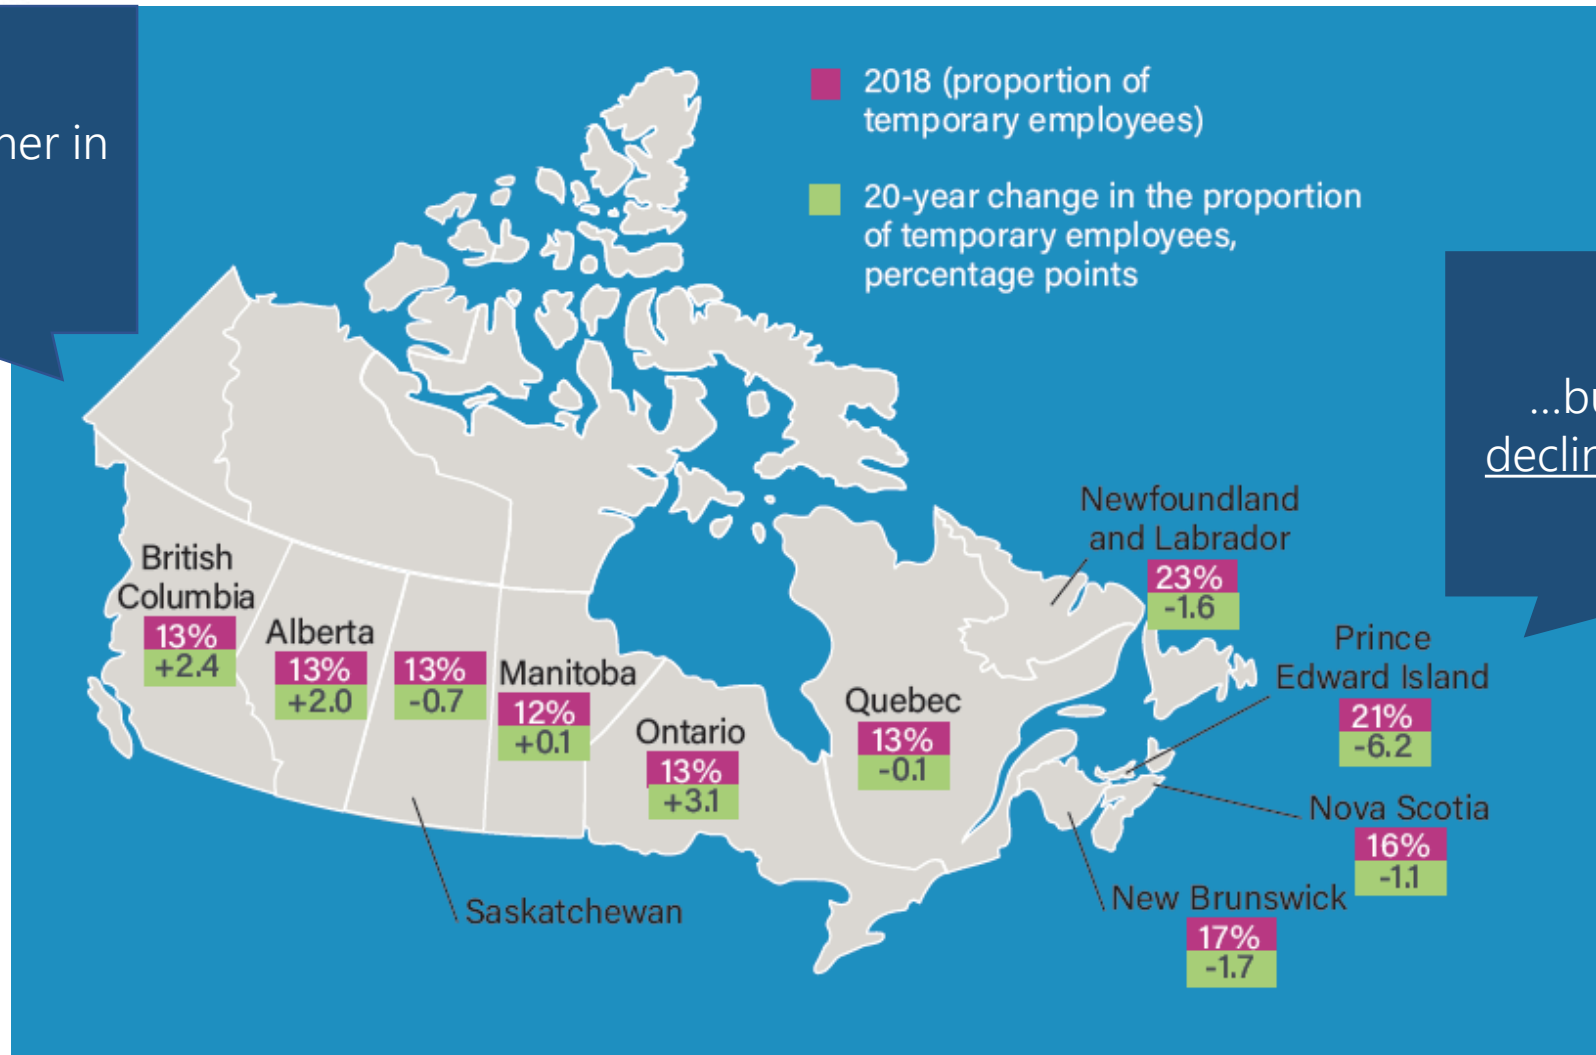 in
2018 (proportion of
temporary employees)
20-year change in the proportion
of temporary employees,
percentage points
Newfoundland
and Labrador
23%
-1.6
British
Columbia
13%
+2.4
Alberta
13%
+2.0
13%
-0.7
Manitoba
12%
+0.1
Ontario
13%
+3.1
Quebec
13%
-0.1
Prince
Edward Island
21%
-6.2
Nova Scotia
16%
-1.1
New Brunswick
17%
-1.7
Saskatchewan